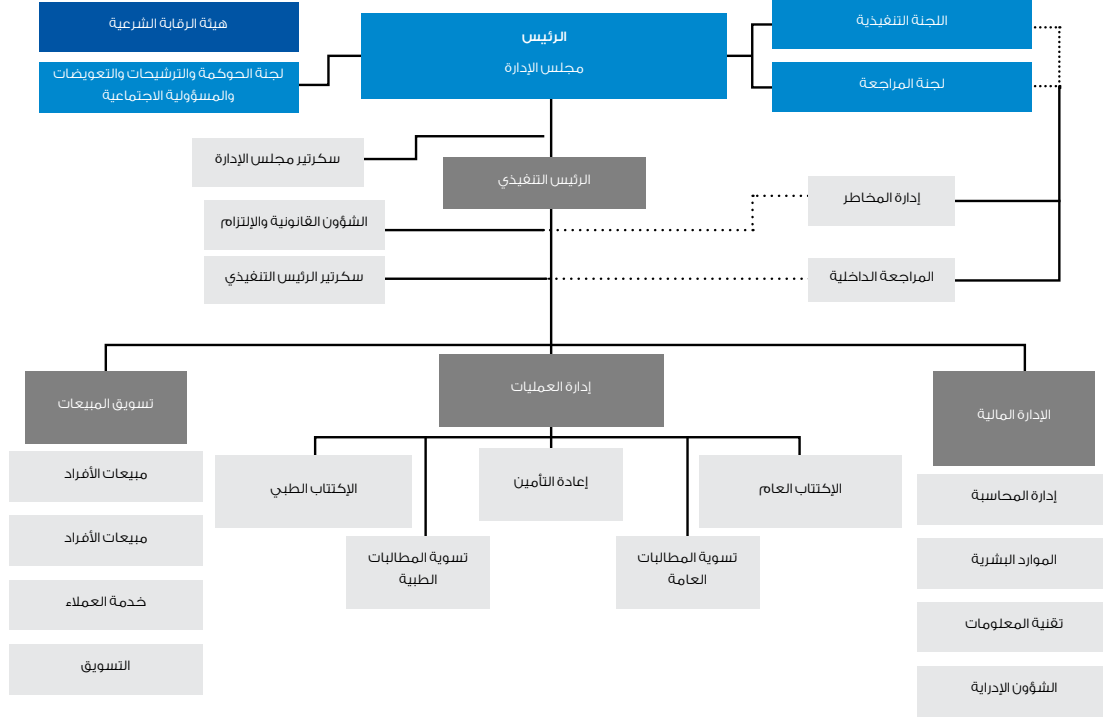 اللجنة التنفيذية
الرئيس
مجلس الإدارة
هيئة الرقابة الشرعية
لجنة المراجعة
لجنة الحوكمة والترشيحات والتعويضات
والمسؤولية الاجتماعية
سكرتير مجلس الإدارة
الرئيس التنفيذي
إدارة المخاطر
الشؤون القانونية والإلتزام
المراجعة الداخلية
سكرتير الرئيس التنفيذي
الإدارة المالية
إدارة العمليات
تسويق المبيعات
إدارة المحاسبة
الموارد البشرية
تقنية المعلومات
الشؤون الإدراية
الإكتتاب العام
إعادة التأمين
الإكتتاب الطبي
تسوية المطالبات
العامة
تسوية المطالبات
الطبية
مبيعات الأفراد
مبيعات الأفراد
خدمة العملاء
التسويق